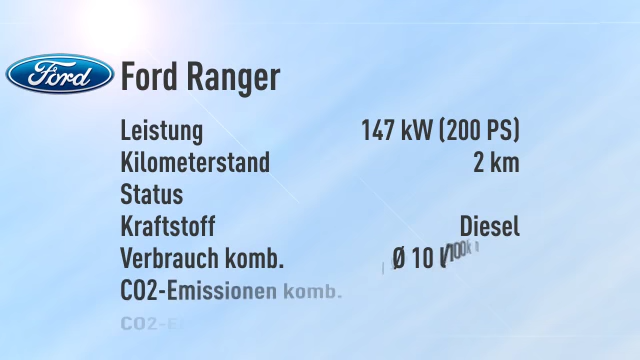 Ford
Ford Ranger
Leistung 147 kW (200 PS)
Kilometerstand 2 km
Status
Kraftstoff Diesel
Verbrauch komb. Ø 10 l/100k
CO2-Emissionen komb.